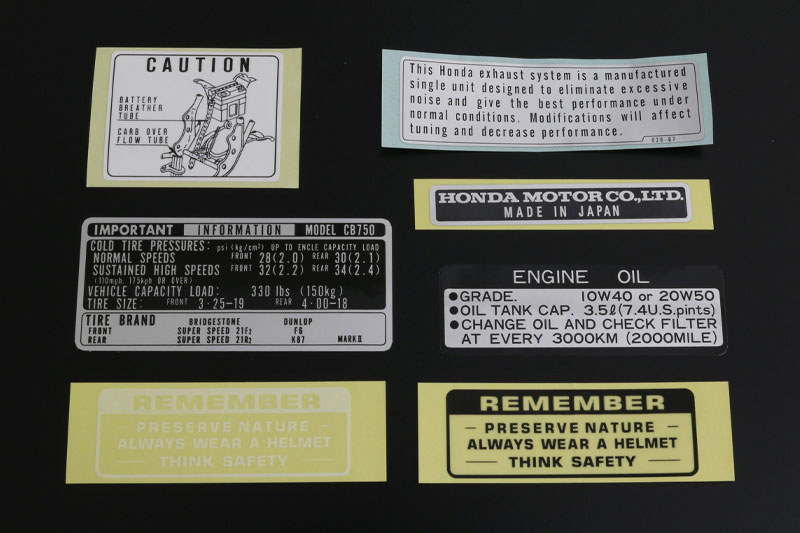 CAUTION
BATTERY
BREATHER
TUBE
CARB OVER
FLOW TUBE
This Honda exhaust system is a manufactured
single unit designed to eliminate excessive
noise and give the best performance under
normal conditions. Modifications will affect
tuning and decrease performance.
HONDA MOTOR CO.,LTD.
MADE IN JAPAN
IMPORTANT INFORMATION MODEL CB750
COLD TIRE PRESSURES: psi (kg/cm²) UP TO ENCLE CAPACITY LOAD
NORMAL SPEEDS FRONT 28(2.0) REAR 30(2.1)
SUSTAINED HIGH SPEEDS FRONT 32(2.2) REAR 34(2.4)
(110mph, 175kph OR OVER)
VEHICLE CAPACITY LOAD: 330 lbs (150kg)
TIRE SIZE: FRONT 3-25-19 REAR 4-00-18
TIRE BRAND BRIDGESTONE DUNLOP
FRONT SUPER SPEED 21F2 F6
REAR SUPER SPEED 21R2 K87 MARKⅡ
ENGINE OIL
●GRADE. 10W40 or 20W50
●OIL TANK CAP. 3.5ℓ(7.4U.S.pints)
●CHANGE OIL AND CHECK FILTER
AT EVERY 3000KM (2000MILE)
REMEMBER
PRESERVE NATURE
ALWAYS WEAR A HELMET
THINK SAFETY
REMEMBER
— PRESERVE NATURE —
ALWAYS WEAR A HELMET
— THINK SAFETY —